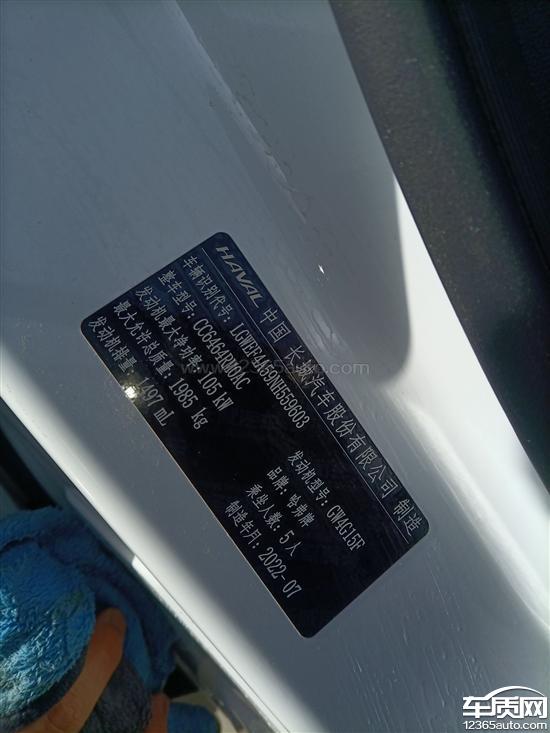 HAVAL 中国 长城汽车股份有限公司 制造
车辆识别代号:
整车型号: CC6464RM01C
发动机型号: GW4G15F
发动机最大净功率: 105 kW
品牌: 哈弗牌
最大允许总质量: 1985 kg
乘坐人数: 5 人
发动机排量: 1497 mL
制造年月: 2022-07
www.12365auto.com
车质网
12365auto.com